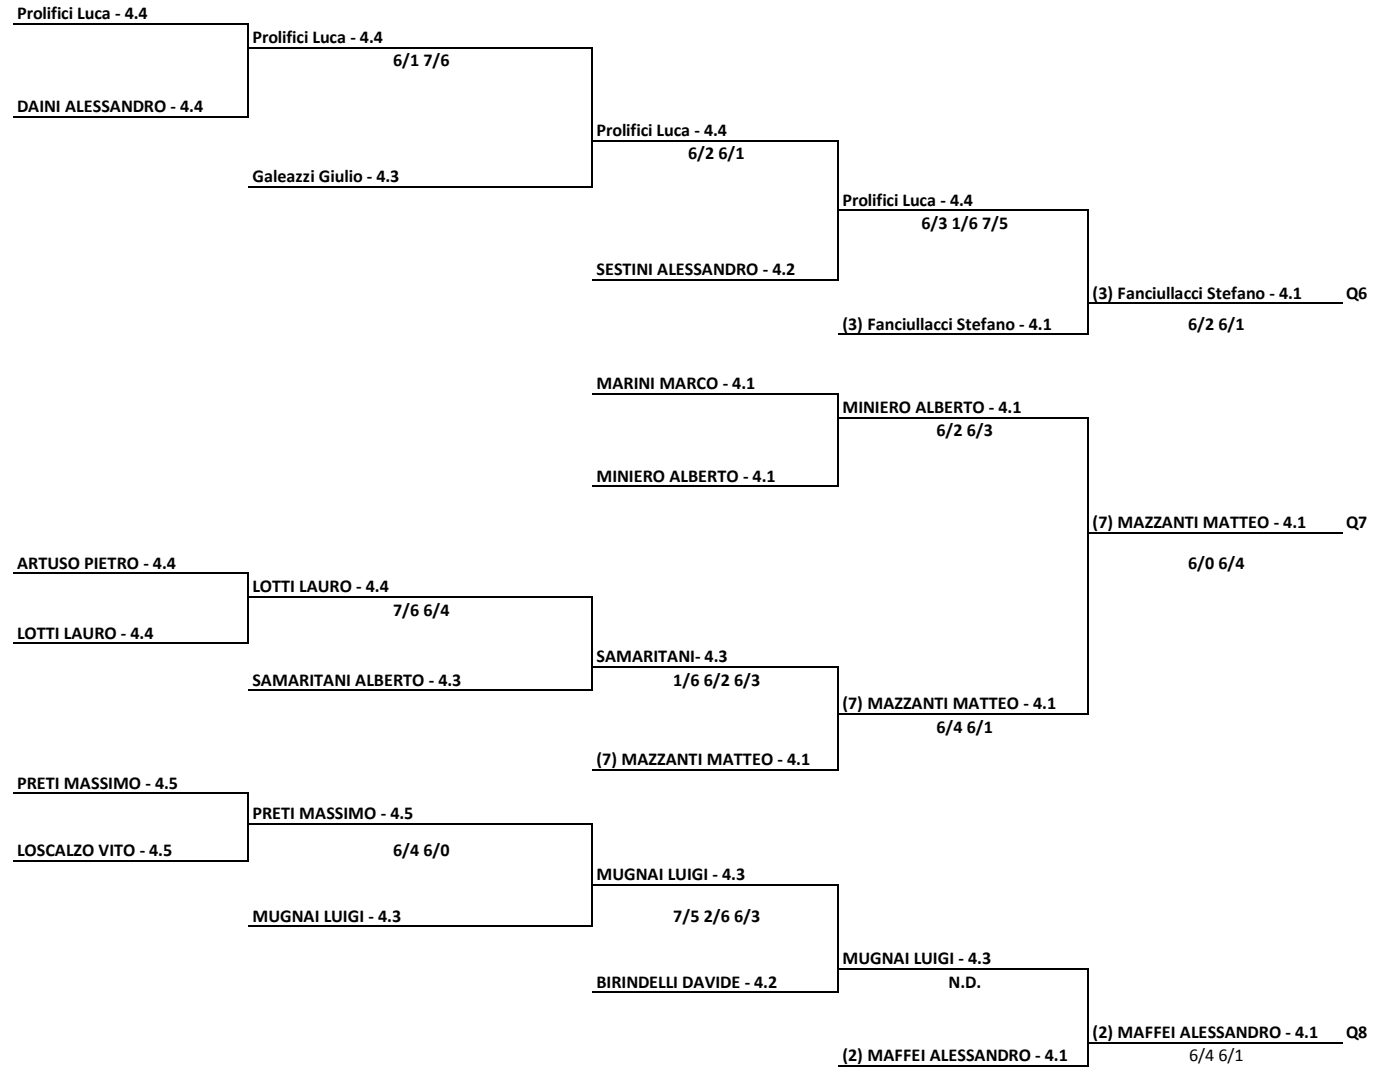 Prolifici Luca - 4.4
Prolifici Luca - 4.4
6/1 7/6
DAINI ALESSANDRO - 4.4
Prolifici Luca - 4.4
6/2 6/1
Galeazzi Giulio - 4.3
Prolifici Luca - 4.4
6/3 1/6 7/5
SESTINI ALESSANDRO - 4.2
(3) Fanciullacci Stefano - 4.1 Q6
(3) Fanciullacci Stefano - 4.1
6/2 6/1
MARINI MARCO - 4.1
MINIERO ALBERTO - 4.1
6/2 6/3
MINIERO ALBERTO - 4.1
(7) MAZZANTI MATTEO - 4.1 Q7
ARTUSO PIETRO - 4.4
6/0 6/4
LOTTI LAURO - 4.4
7/6 6/4
LOTTI LAURO - 4.4
SAMARITANI- 4.3
SAMARITANI ALBERTO - 4.3
1/6 6/2 6/3
(7) MAZZANTI MATTEO - 4.1
6/4 6/1
(7) MAZZANTI MATTEO - 4.1
PRETI MASSIMO - 4.5
PRETI MASSIMO - 4.5
LOSCALZO VITO - 4.5
6/4 6/0
MUGNAI LUIGI - 4.3
MUGNAI LUIGI - 4.3
7/5 2/6 6/3
MUGNAI LUIGI - 4.3
BIRINDELLI DAVIDE - 4.2
N.D.
(2) MAFFEI ALESSANDRO - 4.1 Q8
(2) MAFFEI ALESSANDRO - 4.1
6/4 6/1